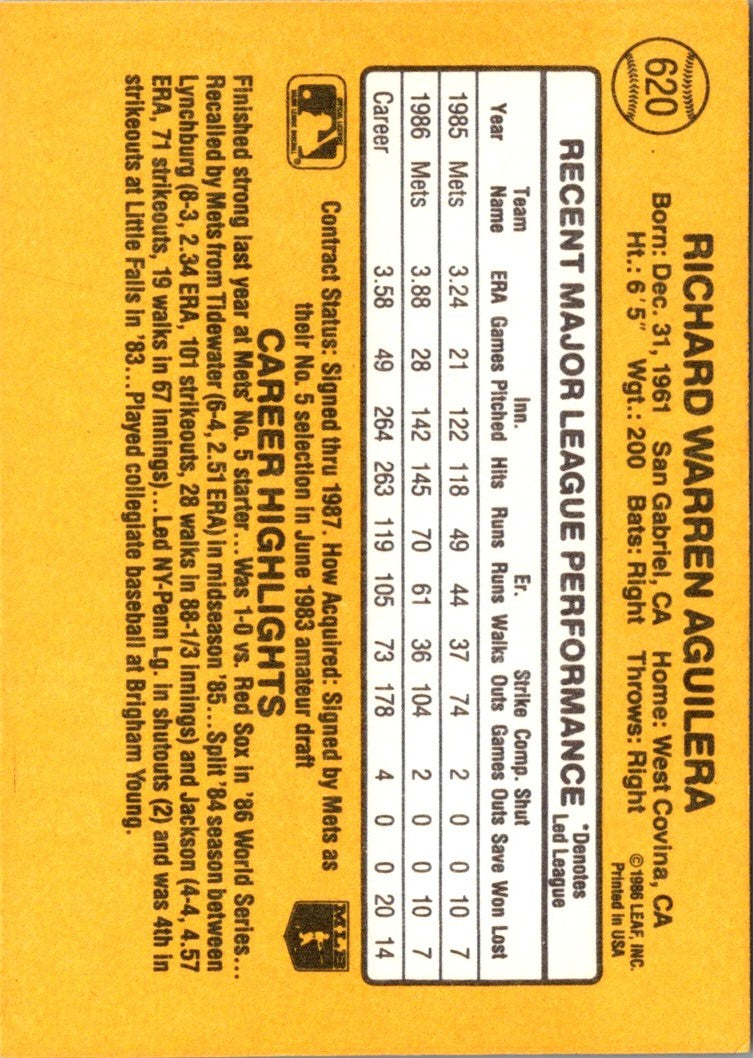 620
RICHARD WARREN AGUILERA
Born: Dec. 31, 1961 San Gabriel, CA Home: West Covina, CA
Ht.: 6'5" Wgt.: 200 Bats: Right Throws: Right
©1986 LEAF, INC.
Printed in USA
RECENT MAJOR LEAGUE PERFORMANCE *Denotes Led League
Team Inn. Er. Strike Comp. Shut
Year Name ERA Games Pitched Hits Runs Runs Walks Outs Games Outs Save Won Lost
1985 Mets 3.24 21 122 118 49 44 37 74 2 0 0 10 7
1986 Mets 3.88 28 142 145 70 61 36 104 2 0 0 10 7
Career 3.58 49 264 263 119 105 73 178 4 0 0 20 14
Contract Status: Signed thru 1987. How Acquired: Signed by Mets as
their No. 5 selection in June 1983 amateur draft
MLB
CAREER HIGHLIGHTS
Finished strong last year at Mets' No. 5 starter...Was 1-0 vs. Red Sox in '86 World Series...
Recalled by Mets from Tidewater (6-4, 2.51 ERA) in midseason '85...Split '84 season between
Lynchburg (8-3, 2.34 ERA, 101 strikeouts, 28 walks in 88-1/3 innings) and Jackson (4-4, 4.57
ERA, 71 strikeouts, 19 walks in 67 innings)...Led NY-Penn Lg. in shutouts (2) and was 4th in
strikeouts at Little Falls in '83...Played collegiate baseball at Brigham Young.